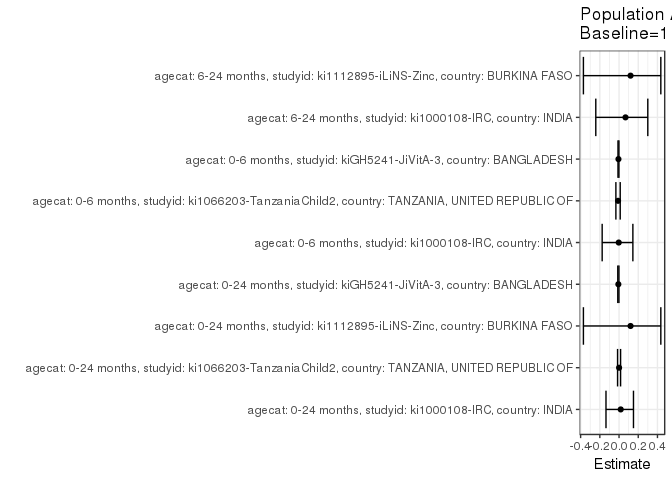 Population
Baseline=1
agecat: 6-24 months, studyid: ki1112895-iLiNS-Zinc, country: BURKINA FASO
agecat: 6-24 months, studyid: ki1000108-IRC, country: INDIA
agecat: 0-6 months, studyid: kiGH5241-JiVitA-3, country: BANGLADESH
agecat: 0-6 months, studyid: ki1066203-TanzaniaChild2, country: TANZANIA, UNITED REPUBLIC OF
agecat: 0-6 months, studyid: ki1000108-IRC, country: INDIA
agecat: 0-24 months, studyid: kiGH5241-JiVitA-3, country: BANGLADESH
agecat: 0-24 months, studyid: ki1112895-iLiNS-Zinc, country: BURKINA FASO
agecat: 0-24 months, studyid: ki1066203-TanzaniaChild2, country: TANZANIA, UNITED REPUBLIC OF
agecat: 0-24 months, studyid: ki1000108-IRC, country: INDIA
-0.4 -0.2 0.0 0.2 0.4
Estimate